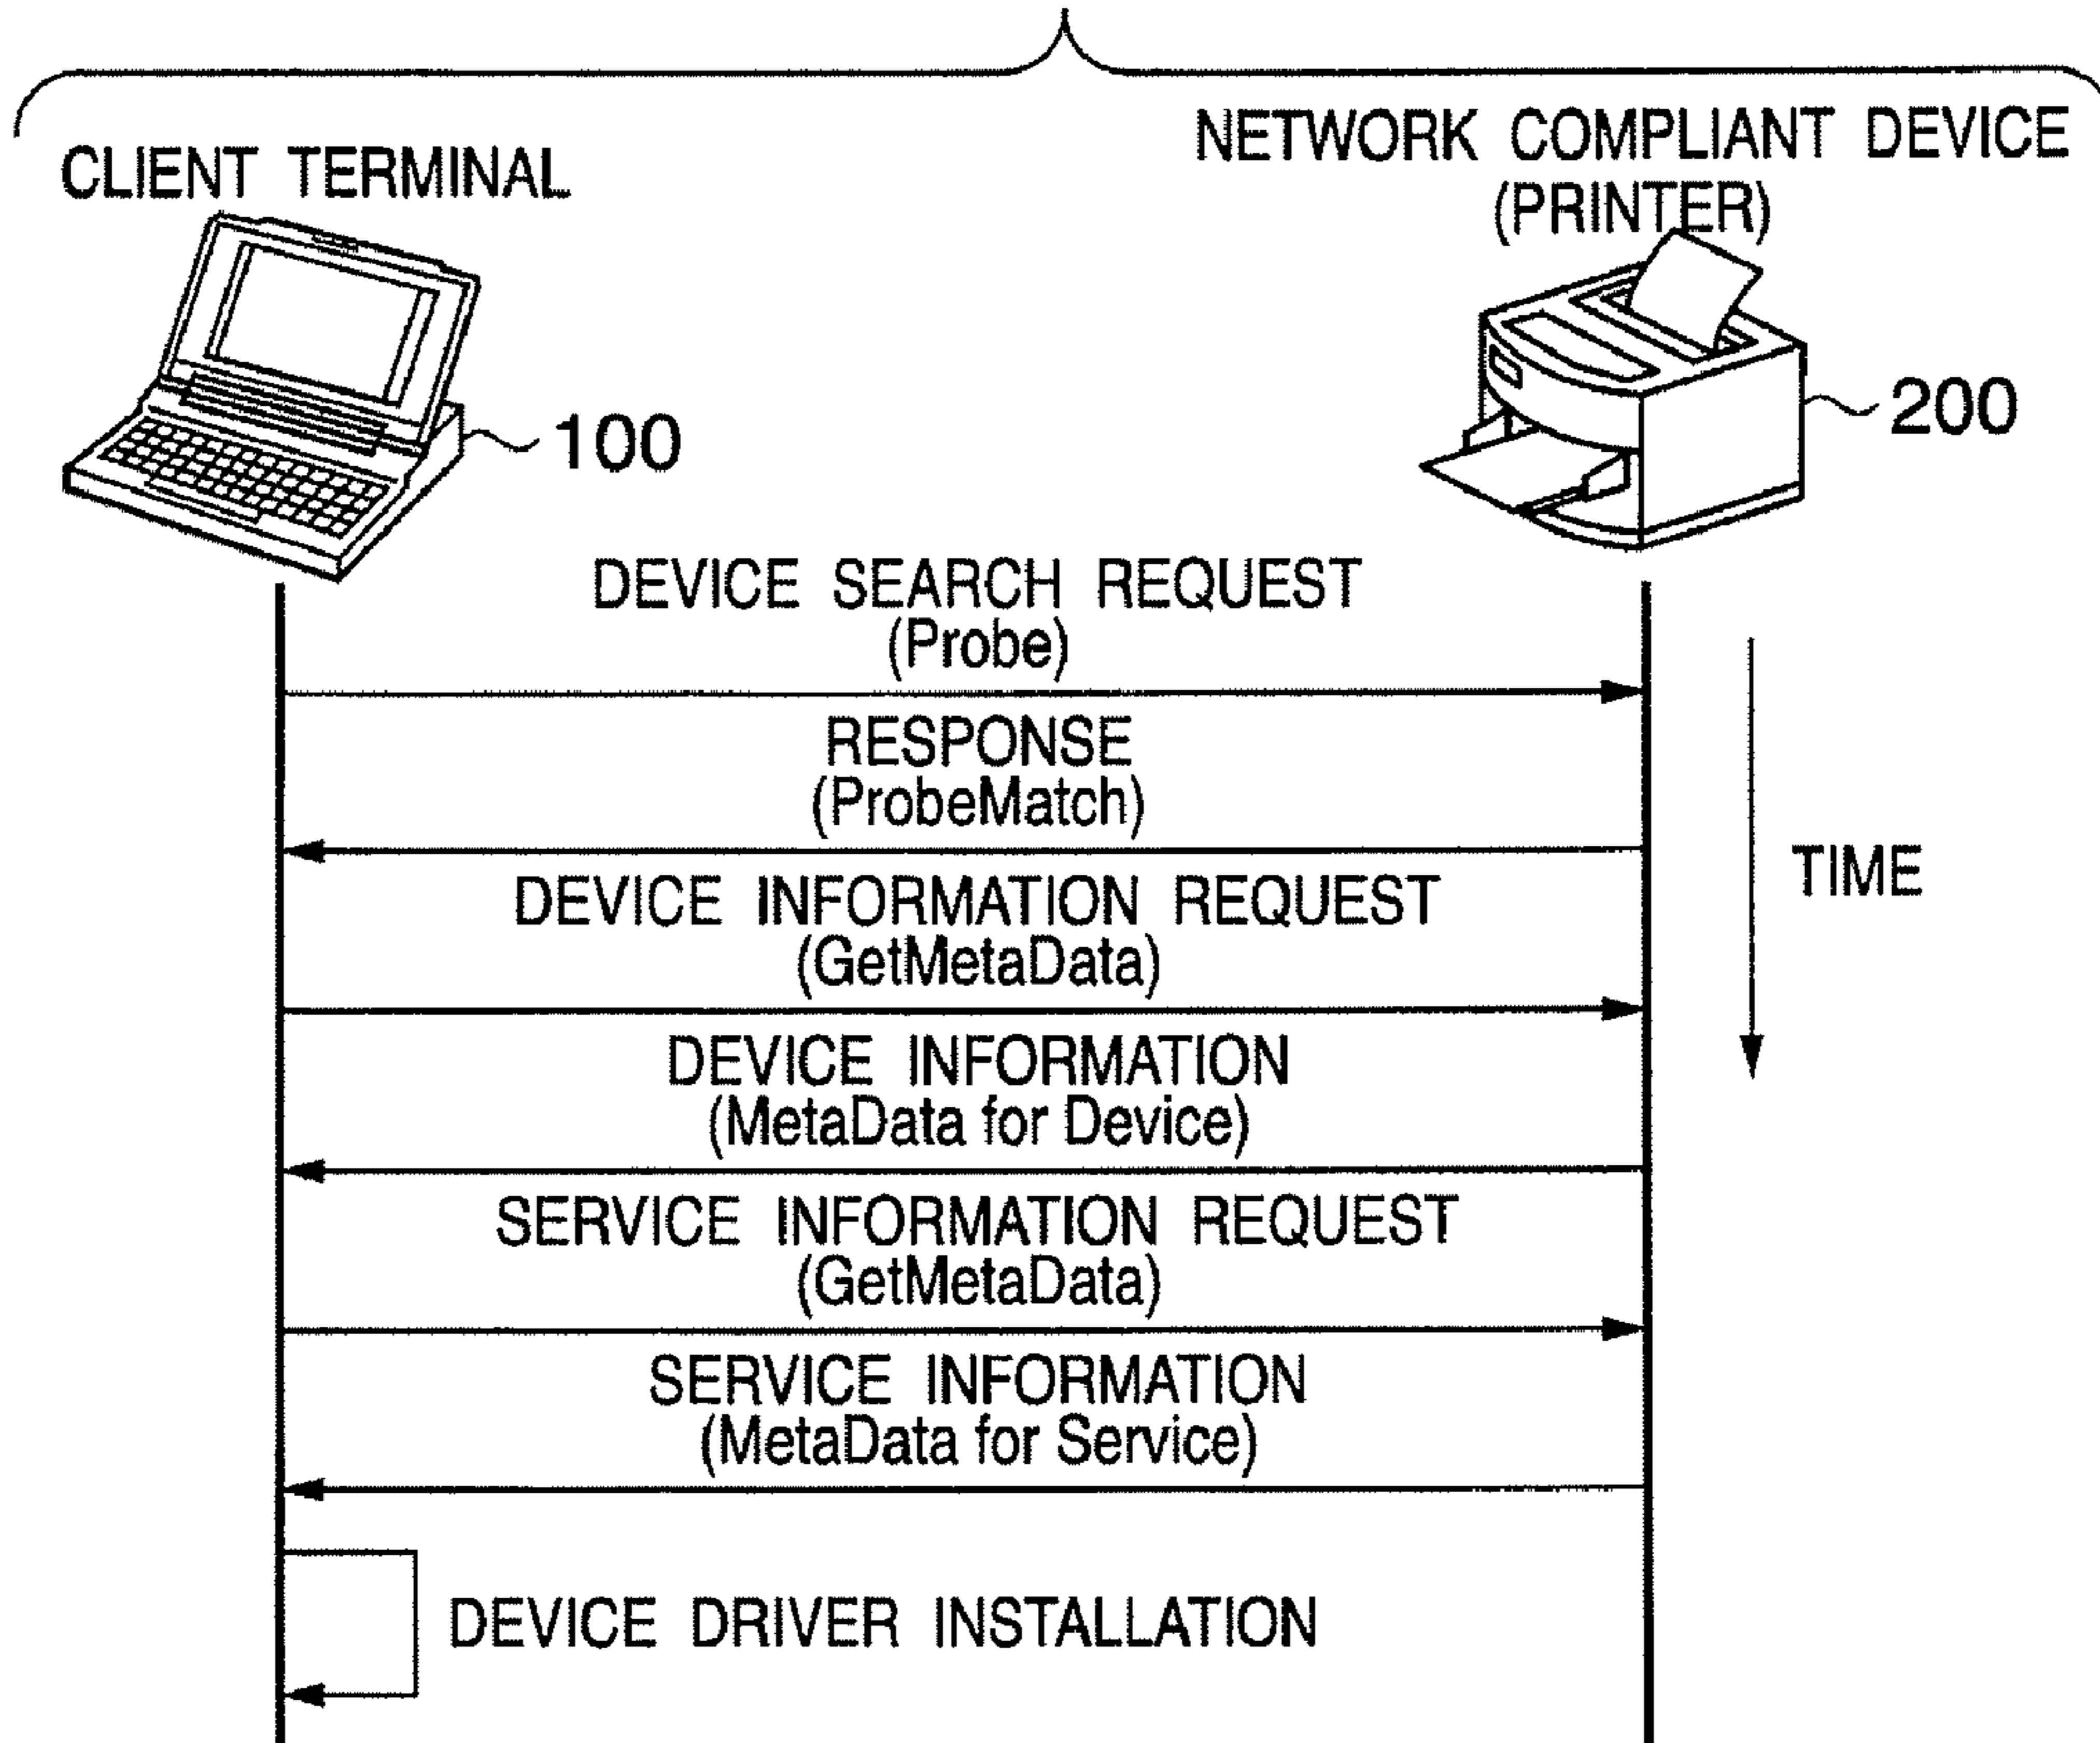 CLIENT TERMINAL
NETWORK COMPLIANT DEVICE
(PRINTER)
100
200
DEVICE SEARCH REQUEST
(Probe)
RESPONSE
(ProbeMatch)
TIME
DEVICE INFORMATION REQUEST
(GetMetaData)
DEVICE INFORMATION
(MetaData for Device)
SERVICE INFORMATION REQUEST
(GetMetaData)
SERVICE INFORMATION
(MetaData for Service)
DEVICE DRIVER INSTALLATION